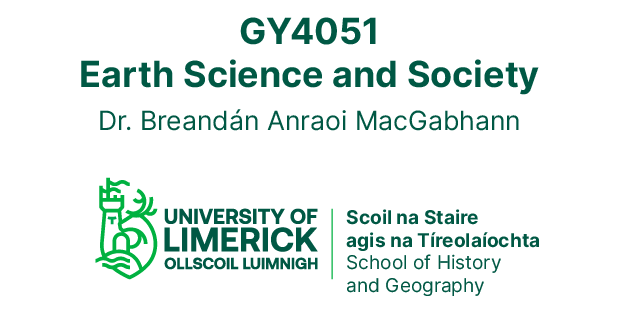 GY4051
Earth Science and Society
Dr. Breandán Anraoi MacGabhann
UNIVERSITY OF
LIMERICK
OLLSCOIL LUIMNIGH
Scoil na Staire
agis na Tíreolaíochta
School of History
and Geography